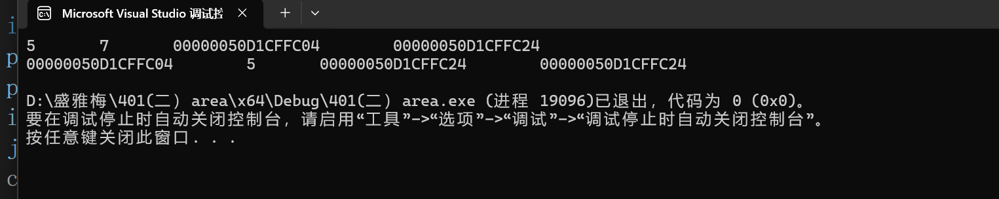 Microsoft Visual Studio 调试控
i
p
p
i
j
c
5 7 00000050D1CFFC04 00000050D1CFFC24
00000050D1CFFC04 5 00000050D1CFFC24 00000050D1CFFC24
D:\盛雅梅\401(二) area\x64\Debug\401(二) area.exe (进程 19096)已退出，代码为 0 (0x0)。
要在调试停止时自动关闭控制台，请启用“工具”->“选项”->“调试”->“调试停止时自动关闭控制台”。
按任意键关闭此窗口. . .